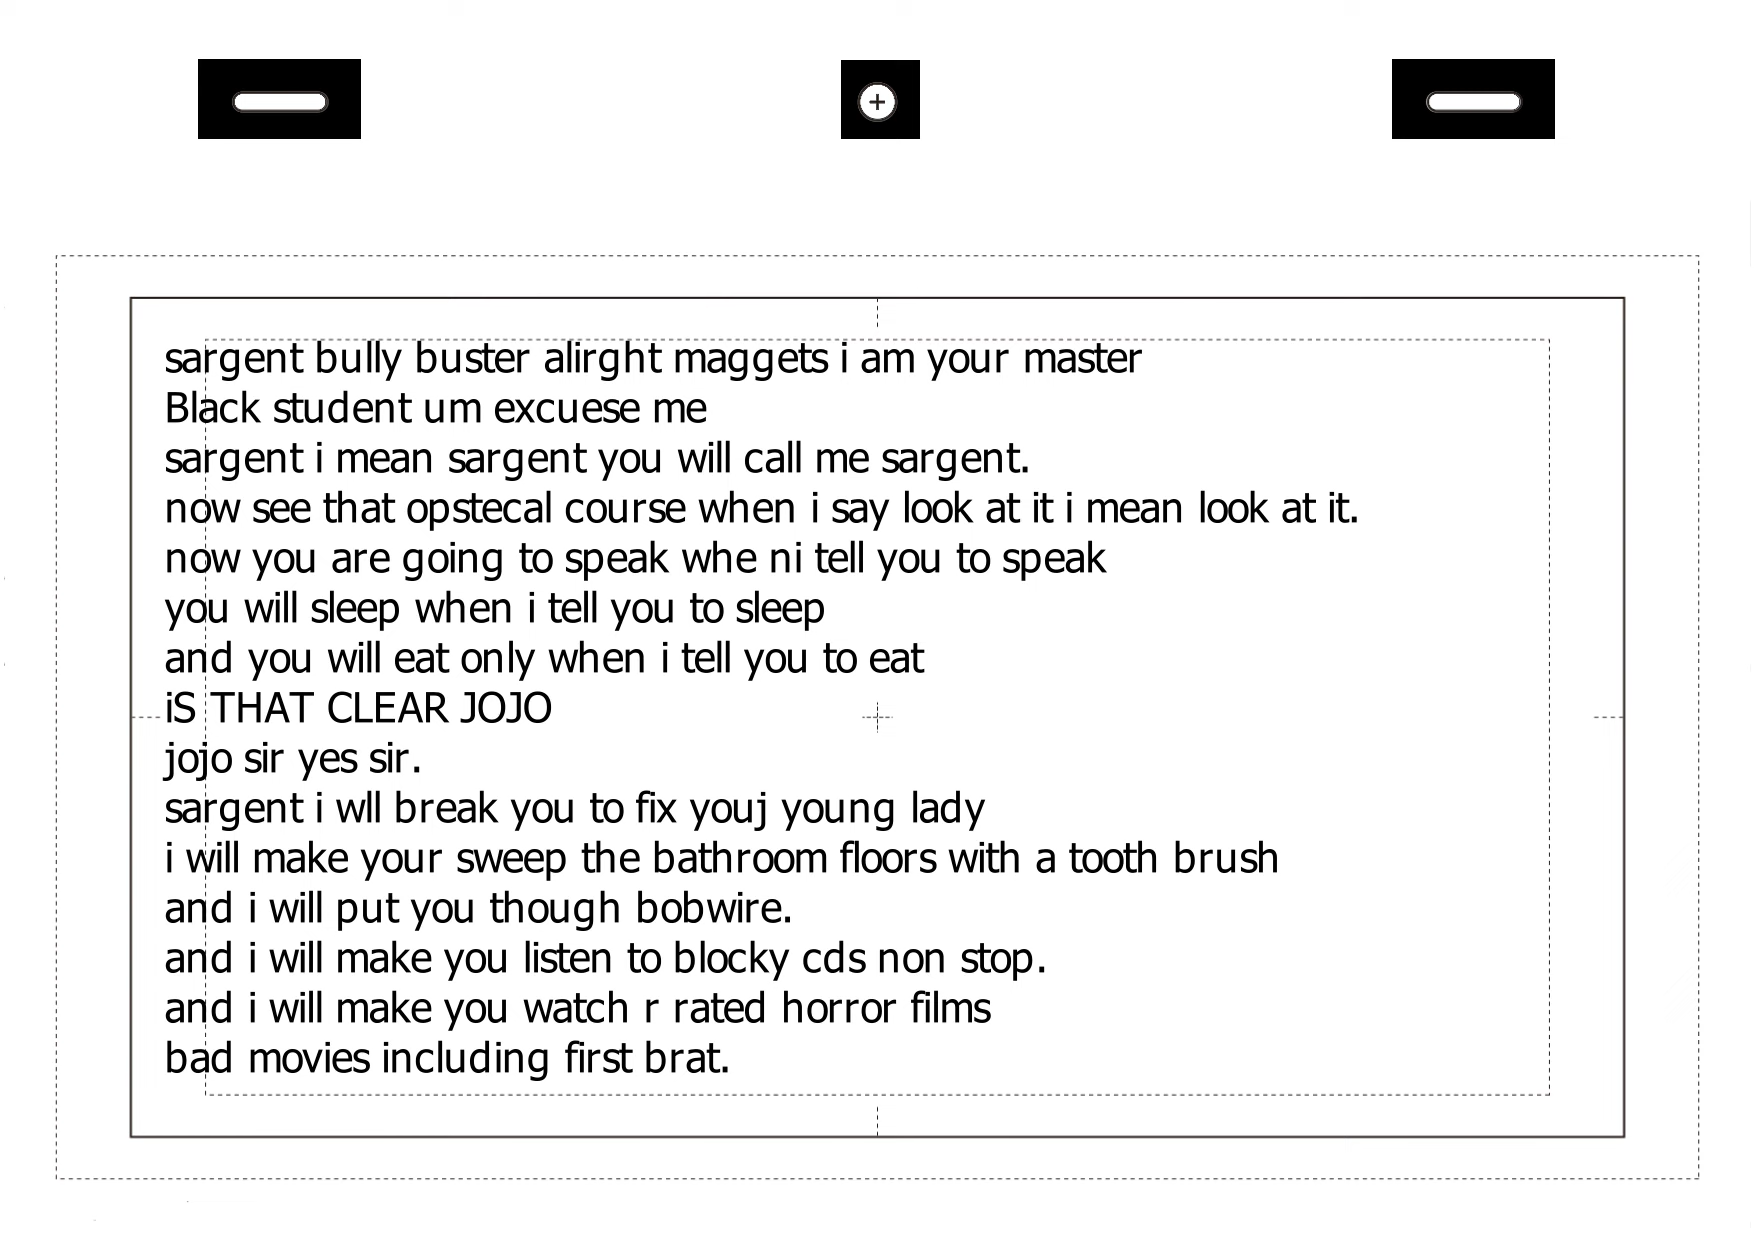 sargent bully buster alirght maggets i am your master
Black student um excuese me
sargent i mean sargent you will call me sargent.
now see that opstecal course when i say look at it i mean look at it.
now you are going to speak whe ni tell you to speak
you will sleep when i tell you to sleep
and you will eat only when i tell you to eat
iS THAT CLEAR JOJO
jojo sir yes sir.
sargent i wll break you to fix youj young lady
i will make your sweep the bathroom floors with a tooth brush
and i will put you though bobwire.
and i will make you listen to blocky cds non stop.
and i will make you watch r rated horror films
bad movies including first brat.